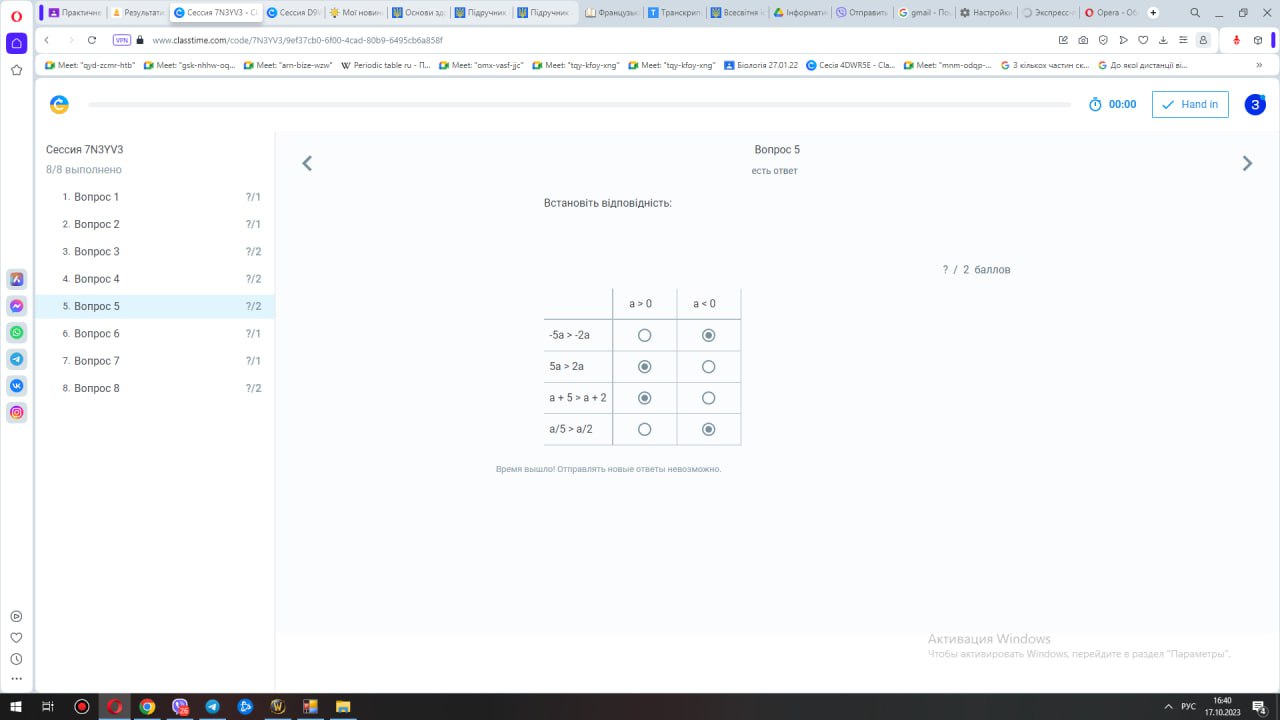 Практичне
Результати
Сессия 7N3YV3 - С
Сессия D9
Мої новин
Основи здо
Підручник
Підручник
Французьк
Транскрип
Всесвітня іс
Інформатик
Отправить
gmail - По
Настройки
Экспресс-
Opera - Об
VPN
www.classtime.com/code/7N3YV3/9ef37cb0-6f00-4cad-80b9-6495cb6a858f
Meet: "qyd-zcmr-htb"
Meet: "gsk-nhhw-oq...
Meet: "arn-bize-wzw"
Periodic table ru - П...
Meet: "omx-vasf-jjc"
Meet: "tqy-kfoy-xng"
Meet: "tqy-kfoy-xng"
Біологія 27.01.22
Сесія 4DWR5E - Cla...
Meet: "mnm-odqp-...
З кількох частин ск...
До якої дистанції ві...
»
00:00
Hand in
З
Сессия 7N3YV3
8/8 выполнено
1. Вопрос 1 ?/1
2. Вопрос 2 ?/1
3. Вопрос 3 ?/2
4. Вопрос 4 ?/2
5. Вопрос 5 ?/2
6. Вопрос 6 ?/1
7. Вопрос 7 ?/1
8. Вопрос 8 ?/2
Вопрос 5
есть ответ
Встановіть відповідність:
? / 2 баллов
a > 0 a < 0
-5a > -2a
5a > 2a
a + 5 > a + 2
a/5 > a/2
Время вышло! Отправлять новые ответы невозможно.
Активация Windows
Чтобы активировать Windows, перейдите в раздел "Параметры".
26
РУС
16:40
17.10.2023
4